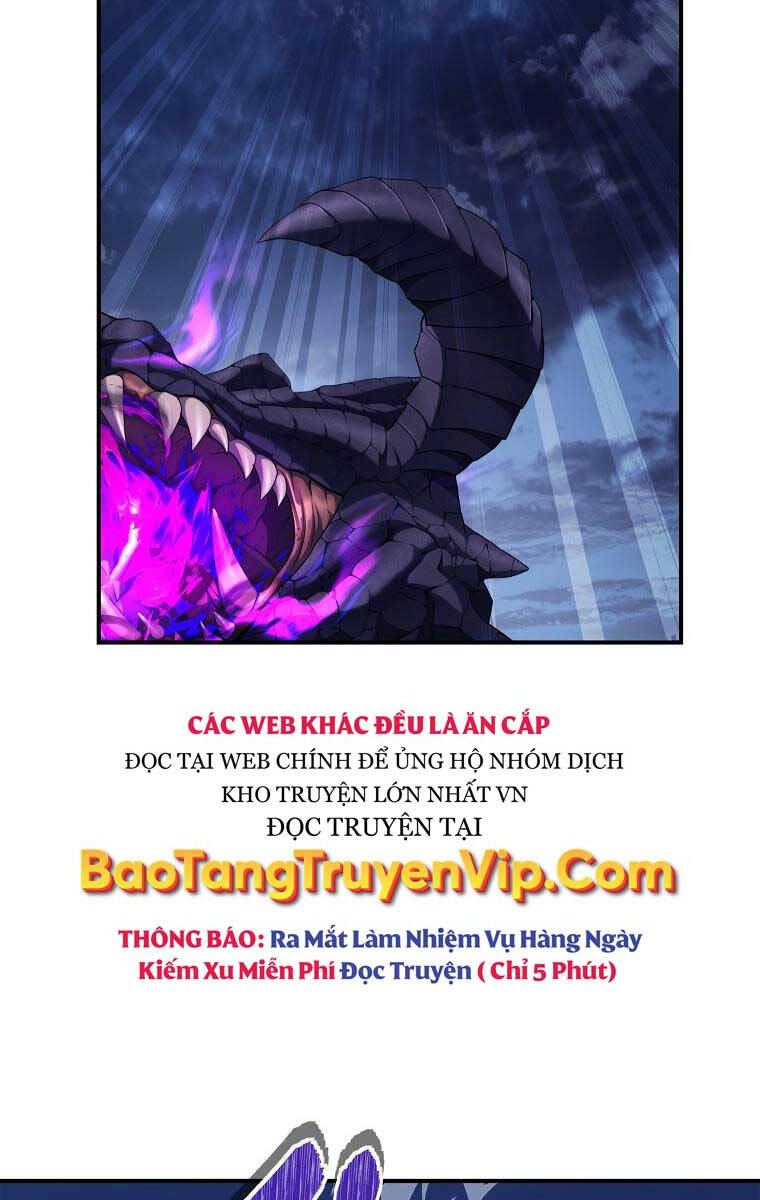 CÁC WEB KHÁC ĐỀU LÀ ĂN CẮP
ĐỌC TẠI WEB CHÍNH ĐỂ ỦNG HỘ NHÓM DỊCH
KHO TRUYỆN LỚN NHẤT VN
ĐỌC TRUYỆN TẠI
BaoTangTruyenVip.Com
THÔNG BÁO: Ra Mắt Làm Nhiệm Vụ Hàng Ngày
Kiếm Xu Miễn Phí Đọc Truyện ( Chỉ 5 Phút)